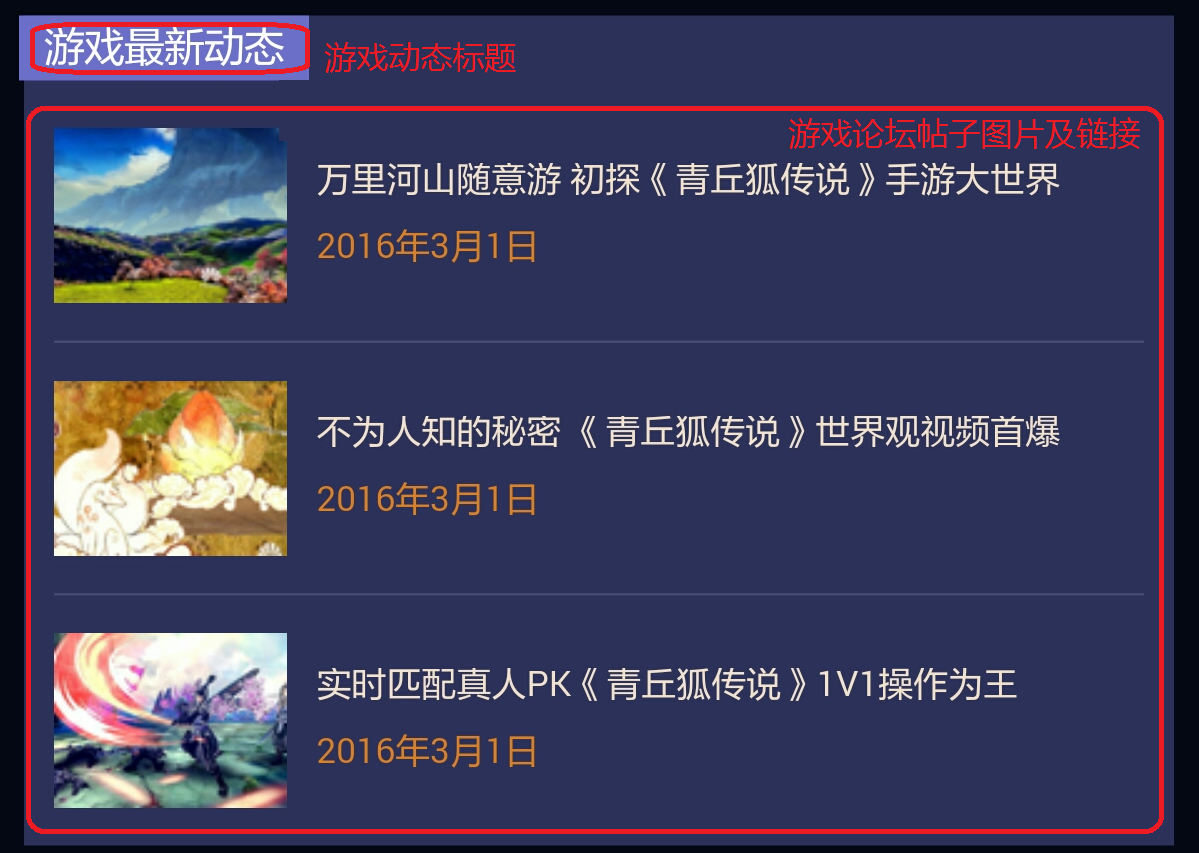 游戏最新动态
游戏动态标题
游戏论坛帖子图片及链接
万里河山随意游 初探《青丘狐传说》手游大世界
2016年3月1日
不为人知的秘密 《青丘狐传说》世界观视频首爆
2016年3月1日
实时匹配真人PK《青丘狐传说》1V1操作为王
2016年3月1日